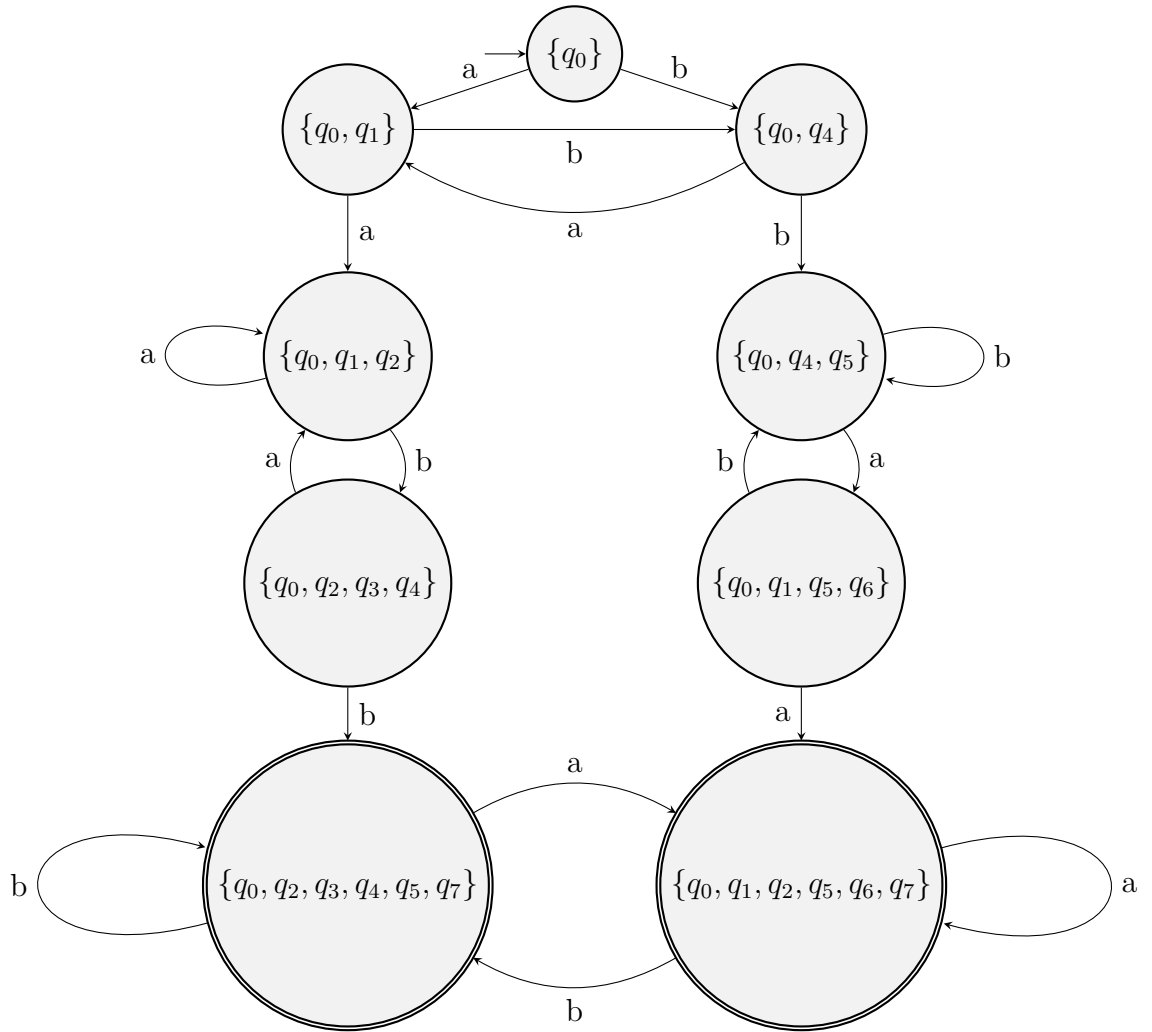 {q₀}
a
b
{q₀, q₁}
{q₀, q₄}
b
a
a
b
a
{q₀, q₁, q₂}
{q₀, q₄, q₅}
b
a
b
b
a
{q₀, q₂, q₃, q₄}
{q₀, q₁, q₅, q₆}
b
a
a
b
{q₀, q₂, q₃, q₄, q₅, q₇}
{q₀, q₁, q₂, q₅, q₆, q₇}
a
b